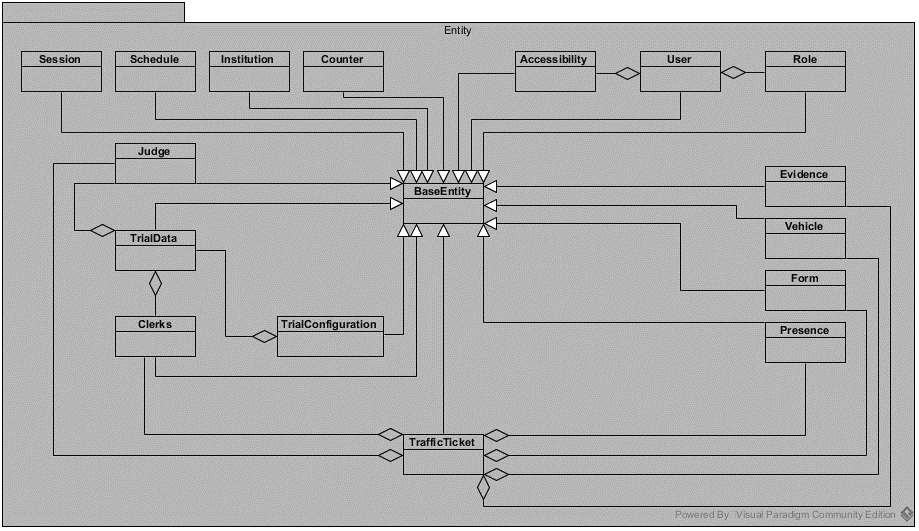 Entity
Session
Schedule
Institution
Counter
Accessibility
User
Role
Judge
BaseEntity
Evidence
TrialData
Vehicle
Form
Clerks
TrialConfiguration
Presence
TrafficTicket
Powered By Visual Paradigm Community Edition